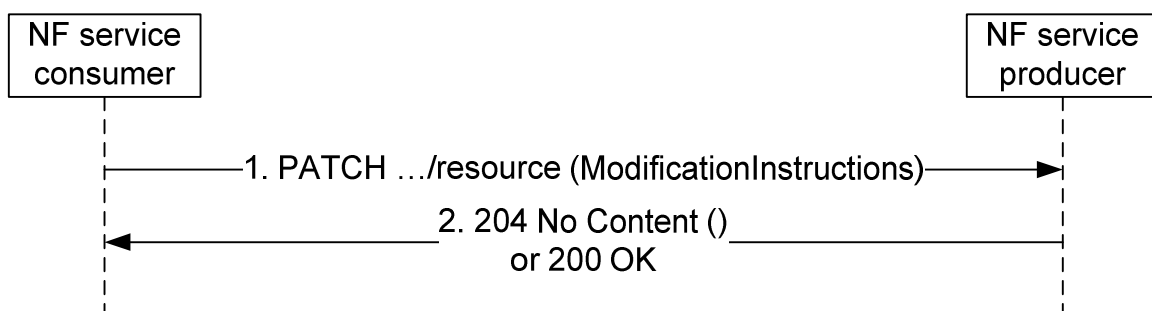 NF service
consumer
NF service
producer
1. PATCH …/resource (ModificationInstructions)
2. 204 No Content ()
or 200 OK